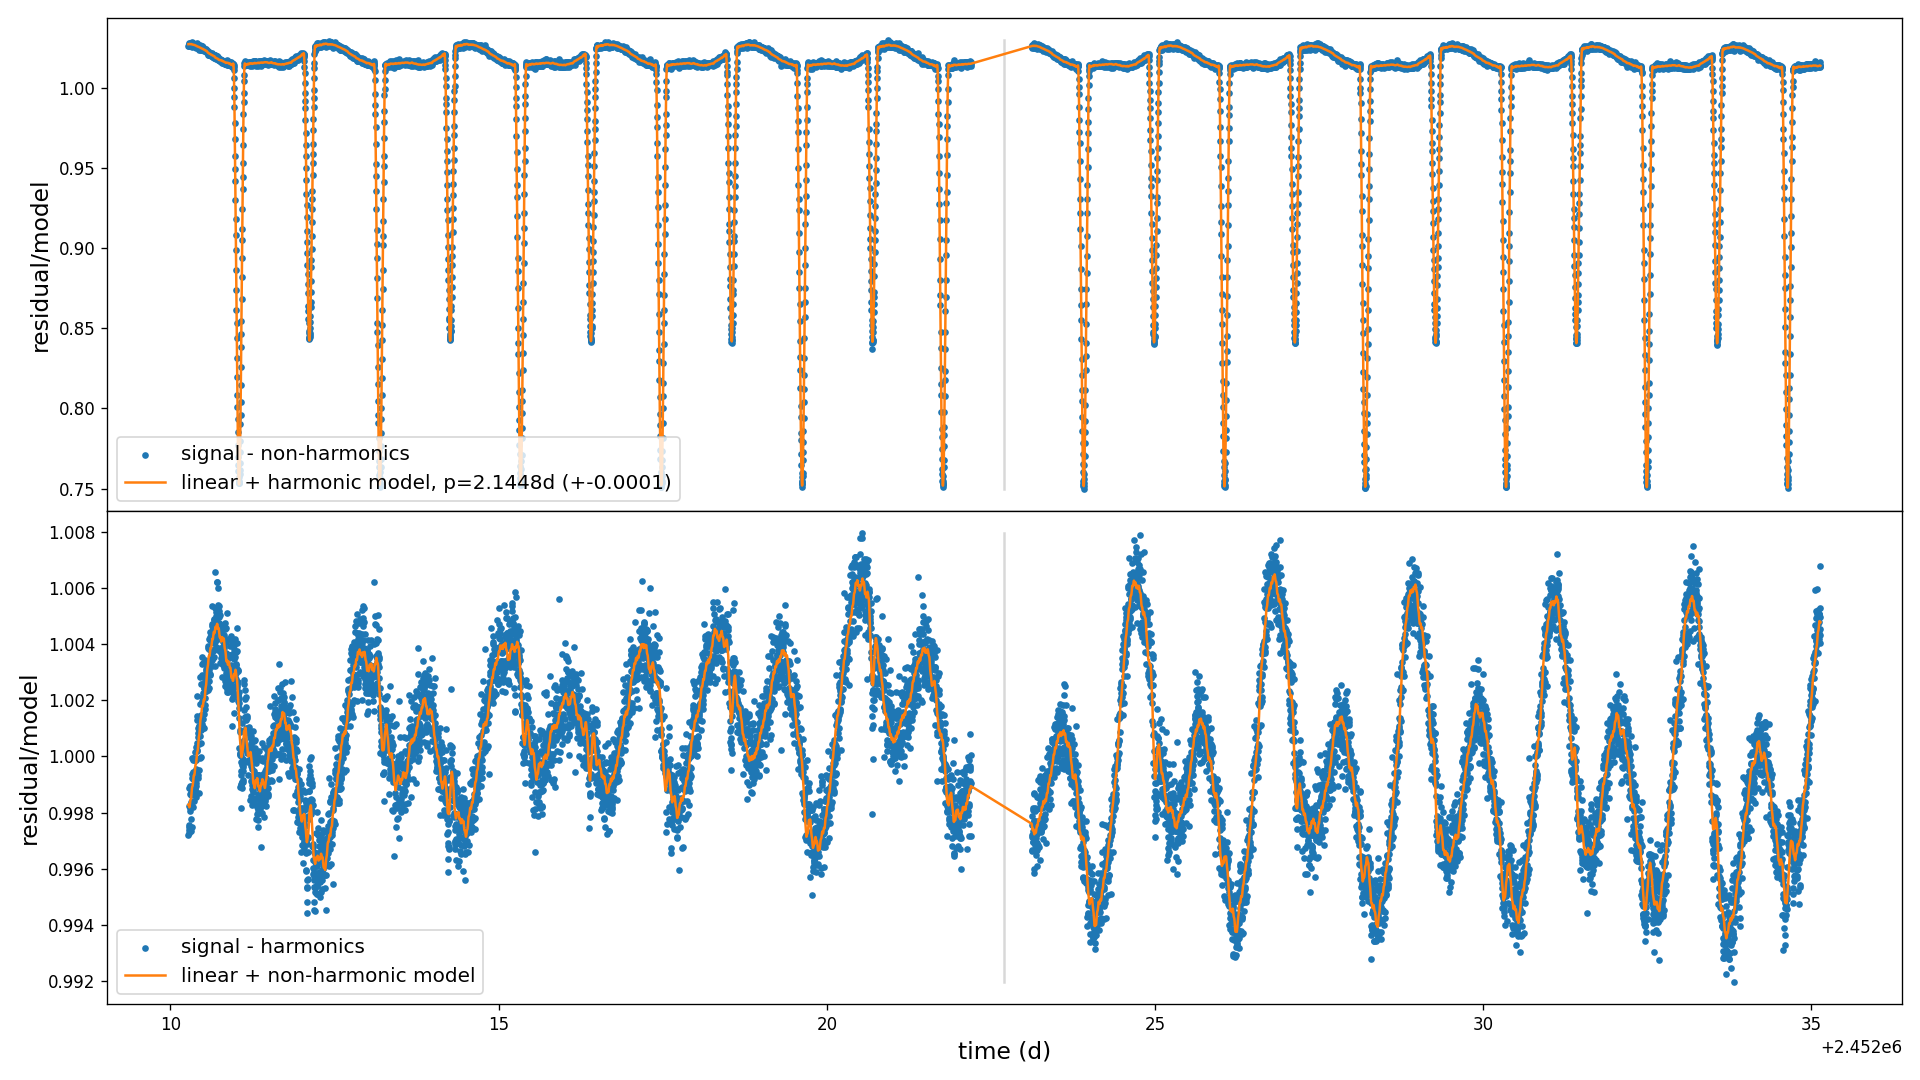 residual/model
1.00
0.95
0.90
0.85
0.80
0.75
signal - non-harmonics
linear + harmonic model, p=2.1448d (+-0.0001)
residual/model
1.008
1.006
1.004
1.002
1.000
0.998
0.996
0.994
0.992
signal - harmonics
linear + non-harmonic model
10 15 20 25 30 35
time (d)
+2.452e6